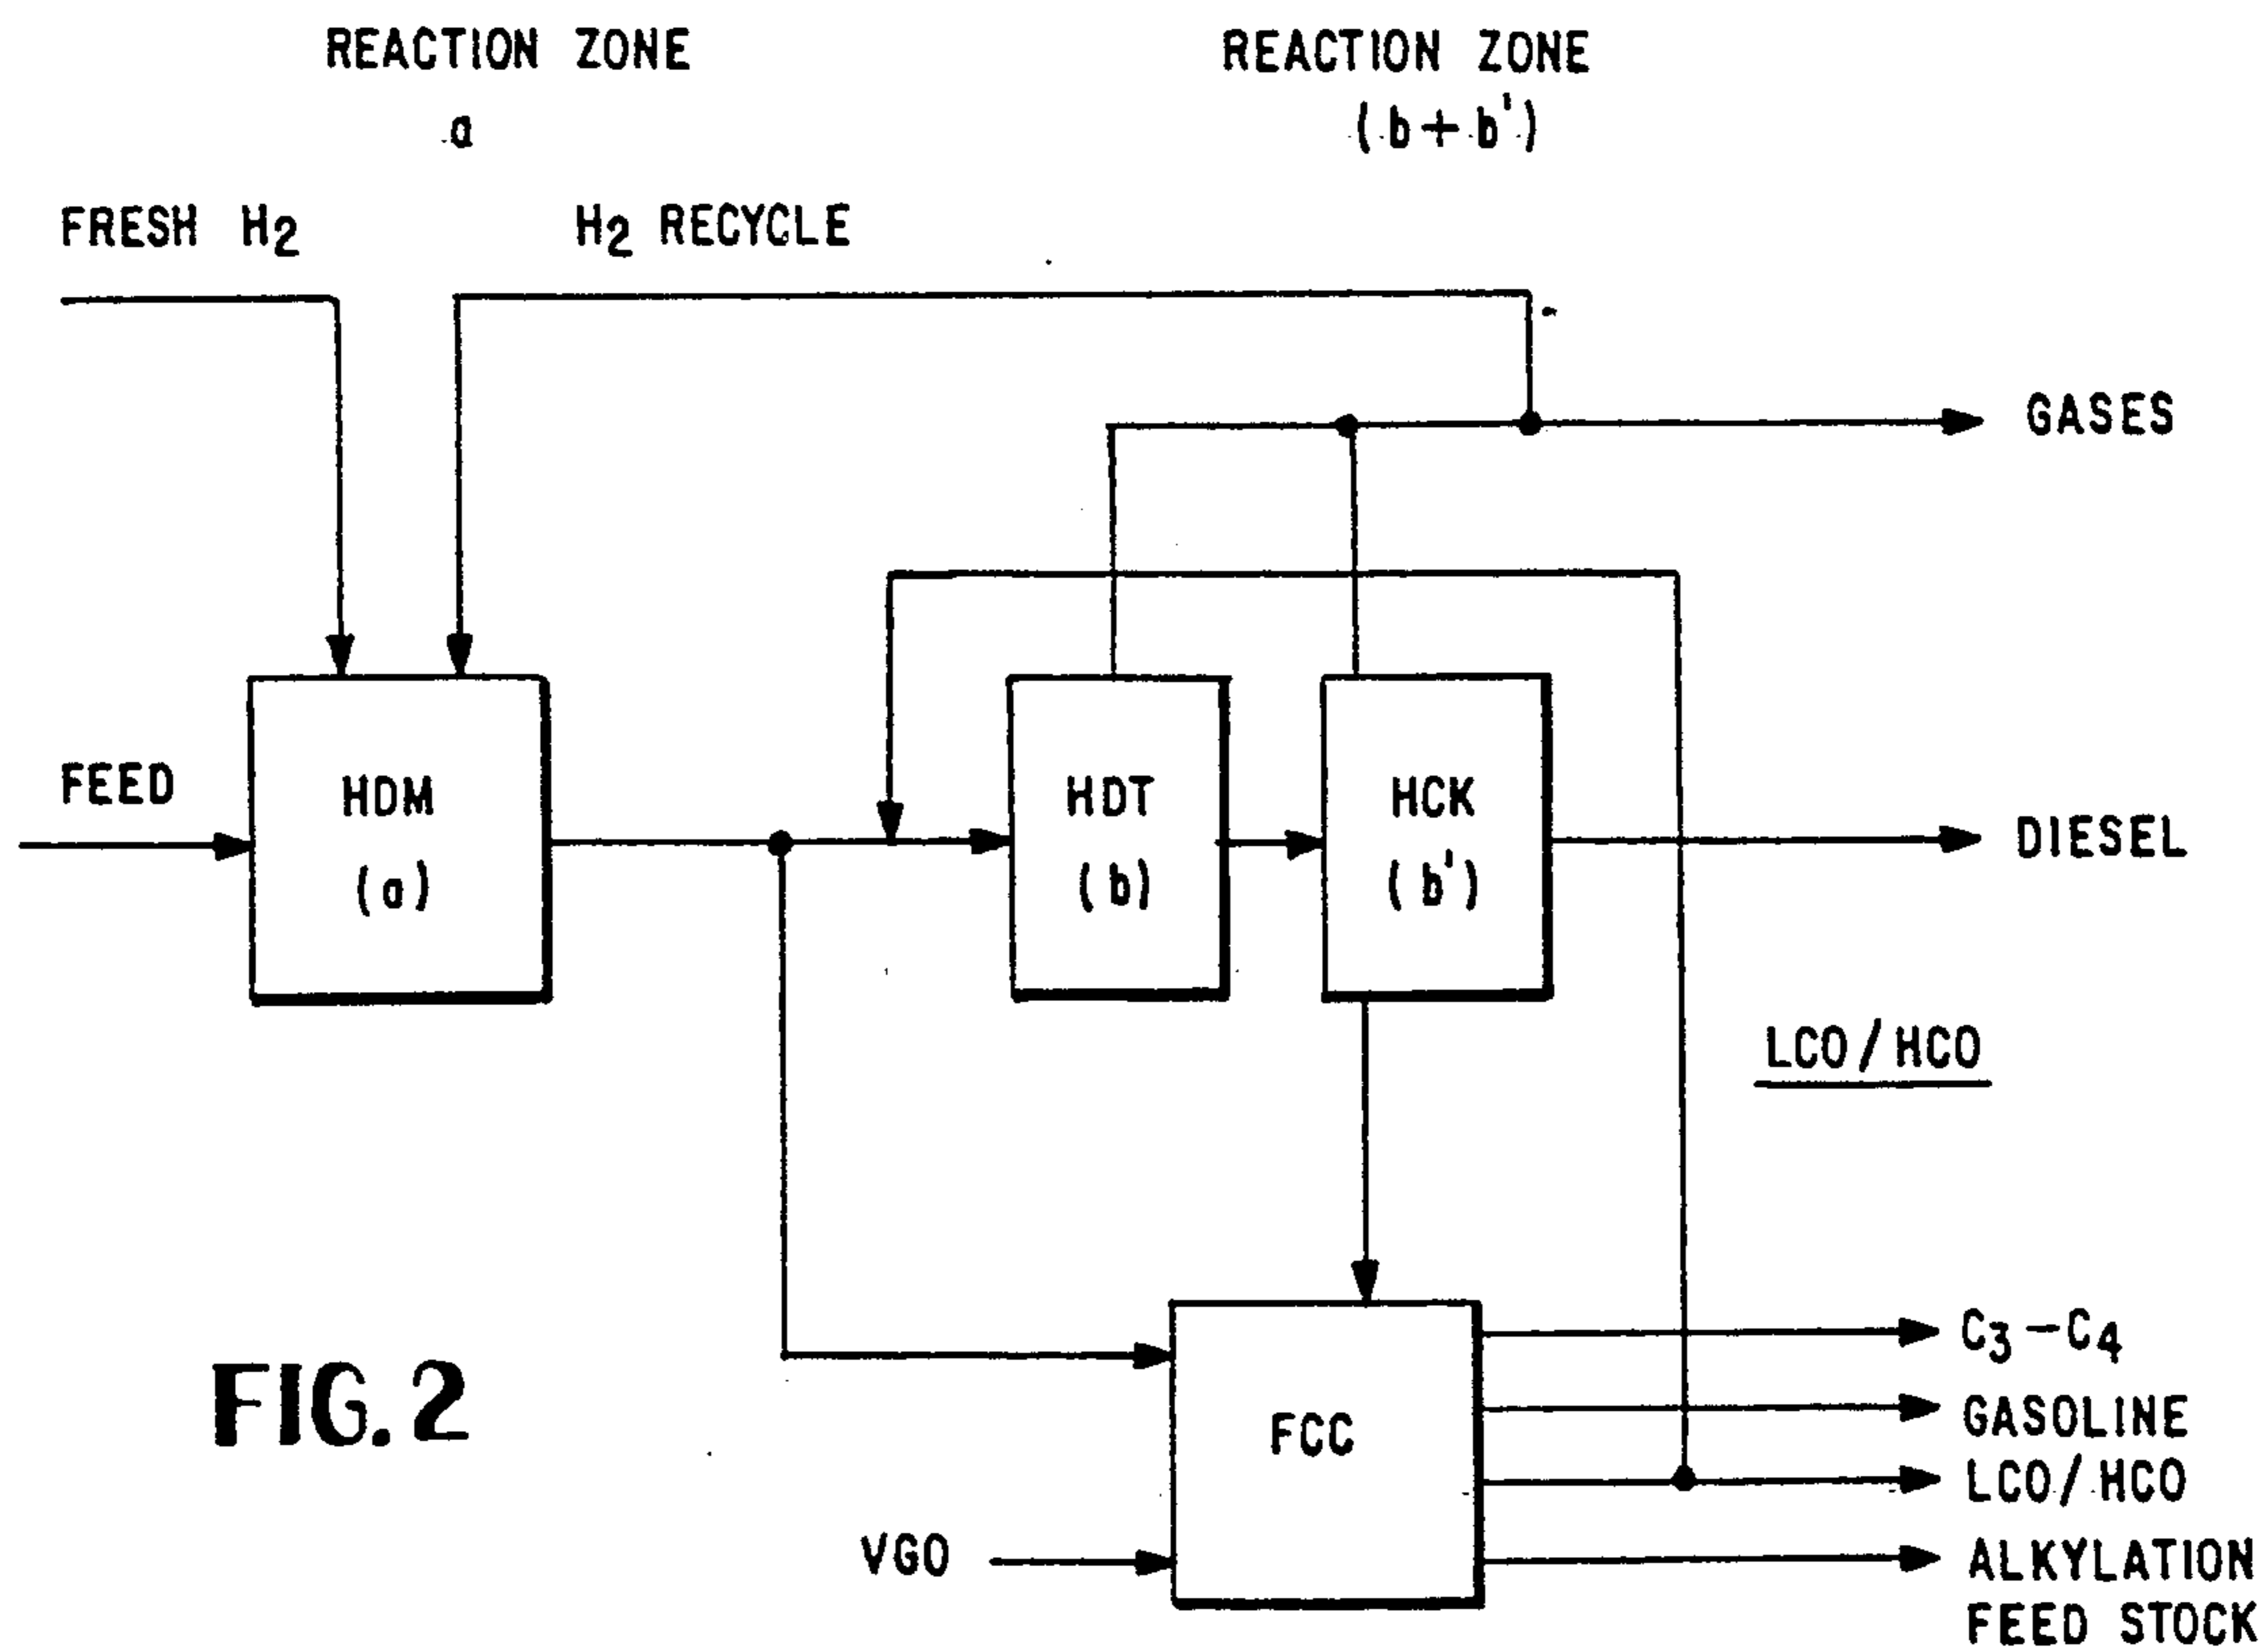 REACTION ZONE
a
REACTION ZONE
(b+b')
FRESH H2
H2 RECYCLE
GASES
FEED
HDM
(a)
HDT
(b)
HCK
(b')
DIESEL
LCO/HCO
C3-C4
GASOLINE
LCO/HCO
ALKYLATION
FEED STOCK
FCC
VGO
FIG.2